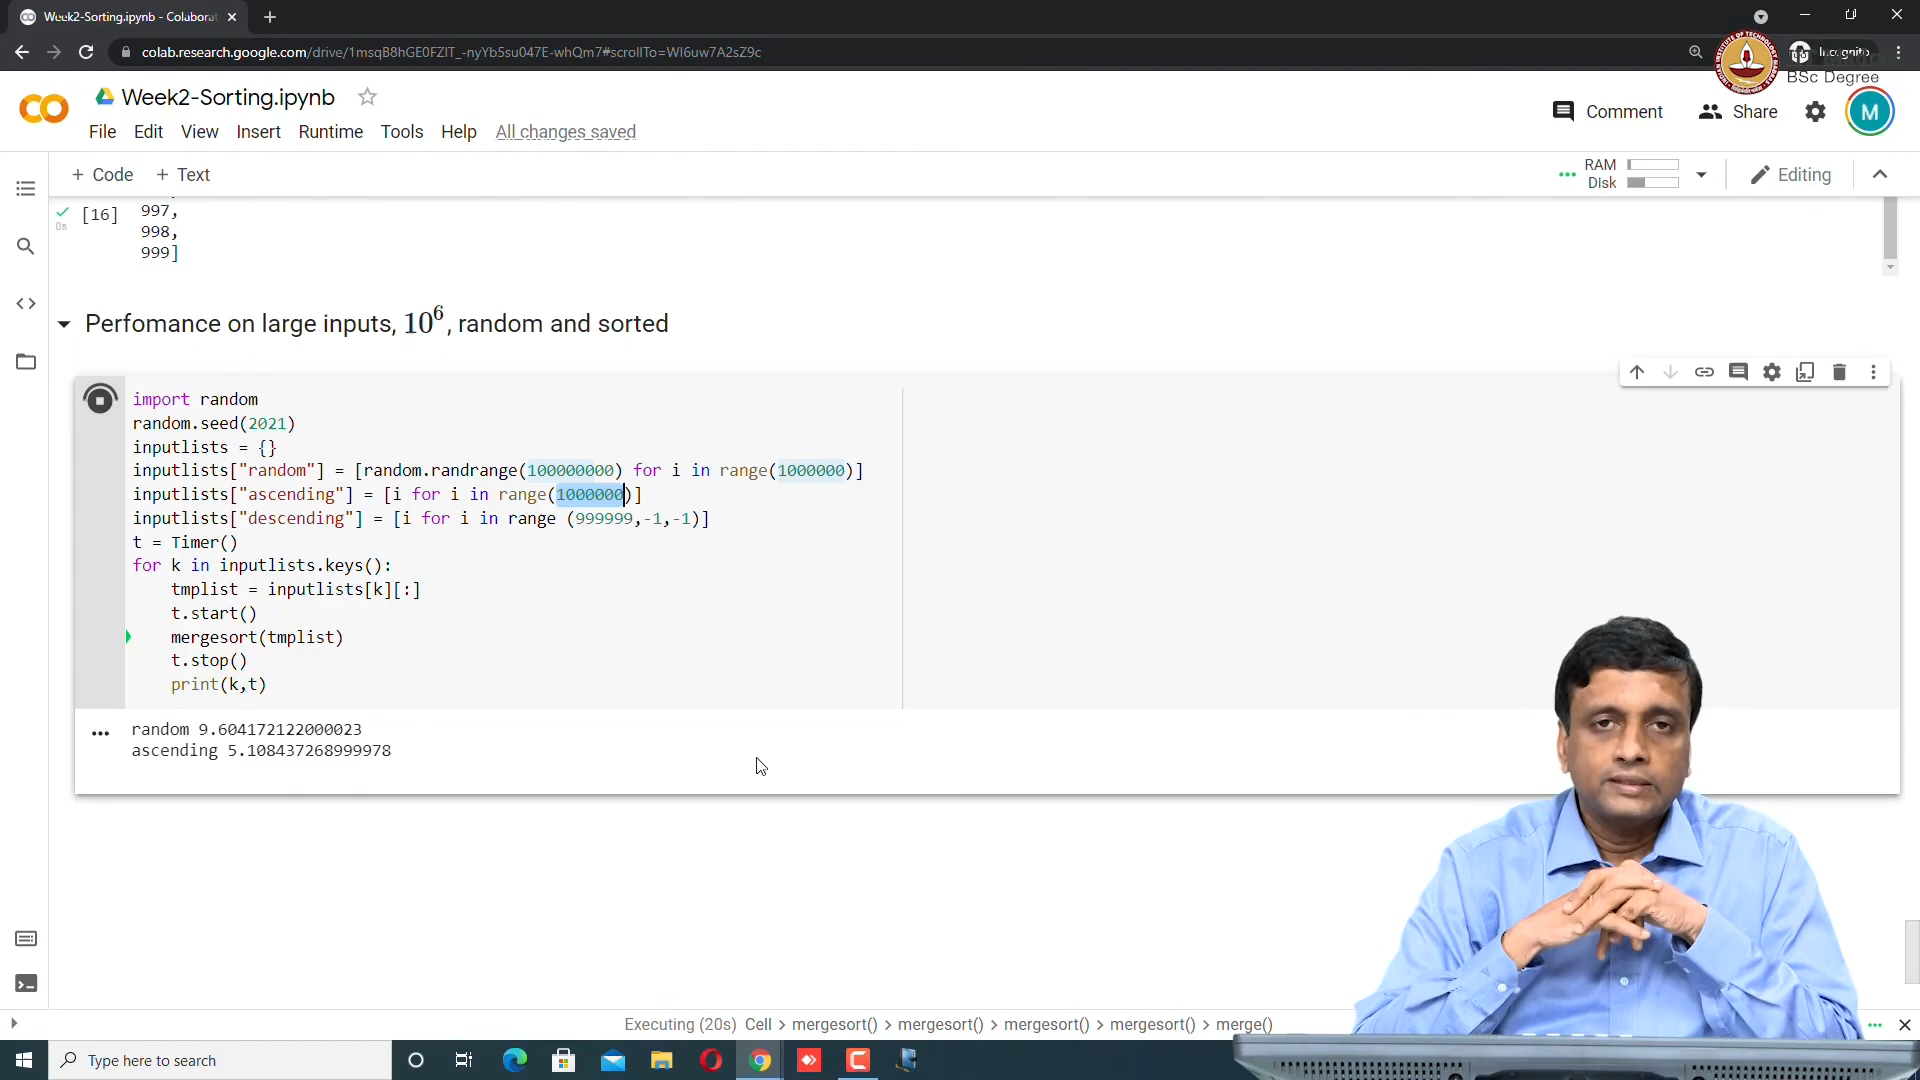 Week2-Sorting.ipynb - Colaborat
colab.research.google.com/drive/1msqB8hGE0FZIT_-nyYb5su047E-whQm7#scrollTo=WI6uw7A2sZ9c
Incognito
BSc Degree
Week2-Sorting.ipynb
File Edit View Insert Runtime Tools Help All changes saved
Comment Share M
+ Code + Text
RAM
Disk
Editing
[16] 997,
0s
998,
999]
Perfomance on large inputs, 10^6, random and sorted
import random
random.seed(2021)
inputlists = {}
inputlists["random"] = [random.randrange(100000000) for i in range(1000000)]
inputlists["ascending"] = [i for i in range(1000000)]
inputlists["descending"] = [i for i in range (999999,-1,-1)]
t = Timer()
for k in inputlists.keys():
    tmplist = inputlists[k][:]
    t.start()
    mergesort(tmplist)
    t.stop()
    print(k,t)
random 9.604172122000023
ascending 5.108437268999978
Executing (20s) Cell > mergesort() > mergesort() > mergesort() > mergesort() > merge()
Type here to search